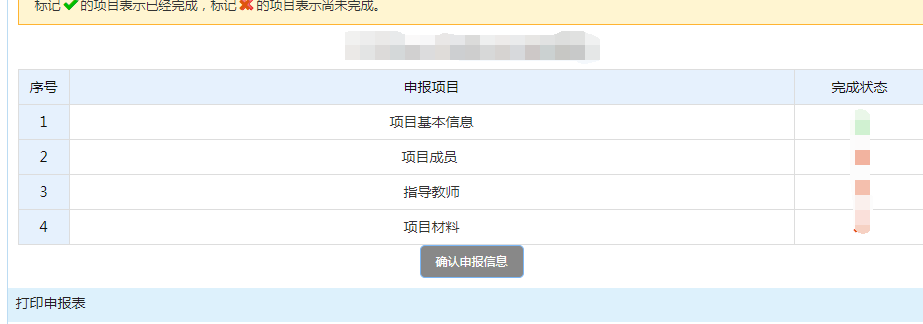 标记 的项目表示已经完成，标记 的项目表示尚未完成。
序号 申报项目 完成状态
1 项目基本信息
2 项目成员
3 指导教师
4 项目材料
确认申报信息
打印申报表